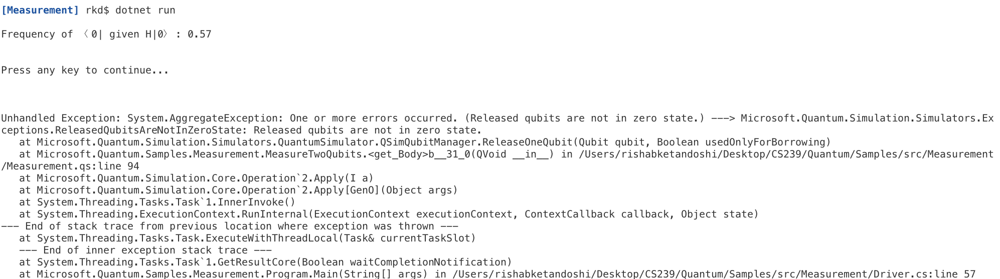 [Measurement] rkd$ dotnet run
Frequency of 〈0| given H|0〉: 0.57
Press any key to continue...
Unhandled Exception: System.AggregateException: One or more errors occurred. (Released qubits are not in zero state.) ---> Microsoft.Quantum.Simulation.Simulators.Ex
ceptions.ReleasedQubitsAreNotInZeroState: Released qubits are not in zero state.
   at Microsoft.Quantum.Simulation.Simulators.QuantumSimulator.QSimQubitManager.ReleaseOneQubit(Qubit qubit, Boolean usedOnlyForBorrowing)
   at Microsoft.Quantum.Samples.Measurement.MeasureTwoQubits.<get_Body>b__31_0(QVoid __in__) in /Users/rishabketandoshi/Desktop/CS239/Quantum/Samples/src/Measurement
/Measurement.qs:line 94
   at Microsoft.Quantum.Simulation.Core.Operation`2.Apply(I a)
   at Microsoft.Quantum.Simulation.Core.Operation`2.Apply[GenO](Object args)
   at System.Threading.Tasks.Task`1.InnerInvoke()
   at System.Threading.ExecutionContext.RunInternal(ExecutionContext executionContext, ContextCallback callback, Object state)
--- End of stack trace from previous location where exception was thrown ---
   at System.Threading.Tasks.Task.ExecuteWithThreadLocal(Task& currentTaskSlot)
   --- End of inner exception stack trace ---
   at System.Threading.Tasks.Task`1.GetResultCore(Boolean waitCompletionNotification)
   at Microsoft.Quantum.Samples.Measurement.Program.Main(String[] args) in /Users/rishabketandoshi/Desktop/CS239/Quantum/Samples/src/Measurement/Driver.cs:line 57